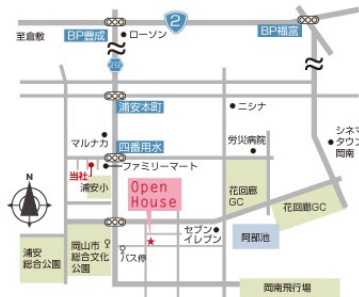 至倉敷
BP豊成
ローソン
2
BP福富
212
浦安本町
ニシナ
シネマ
タウン
岡南
マルナカ
四番用水
労災病院
当社
ファミリーマート
浦安小
Open
House
花回廊
GC
花回廊GC
N
セブン
イレブン
阿部池
浦安
総合公園
岡山市
総合文化
公園
バス停
岡南飛行場